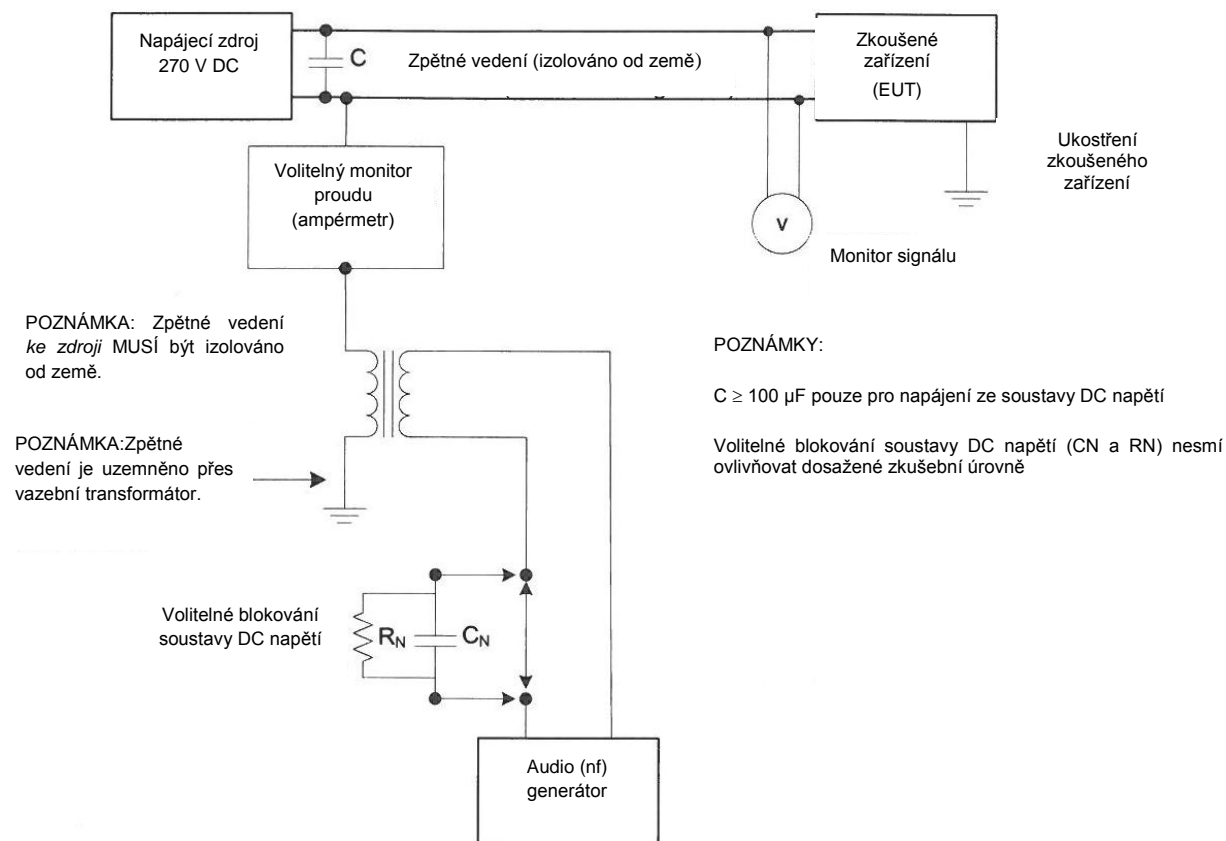 Napájecí zdroj
270 V DC
C
Zpětné vedení (izolováno od země)
Zkoušené
zařízení
(EUT)
Ukostření
zkoušeného
zařízení
Volitelný monitor
proudu
(ampérmetr)
V
Monitor signálu
POZNÁMKA: Zpětné vedení
ke zdroji MUSÍ být izolováno
od země.
POZNÁMKY:
C ≥ 100 µF pouze pro napájení ze soustavy DC napětí
Volitelné blokování soustavy DC napětí (CN a RN) nesmí
ovlivňovat dosažené zkušební úrovně
POZNÁMKA:Zpětné
vedení je uzemněno přes
vazební transformátor.
Volitelné blokování
soustavy DC napětí
RN
CN
Audio (nf)
generátor